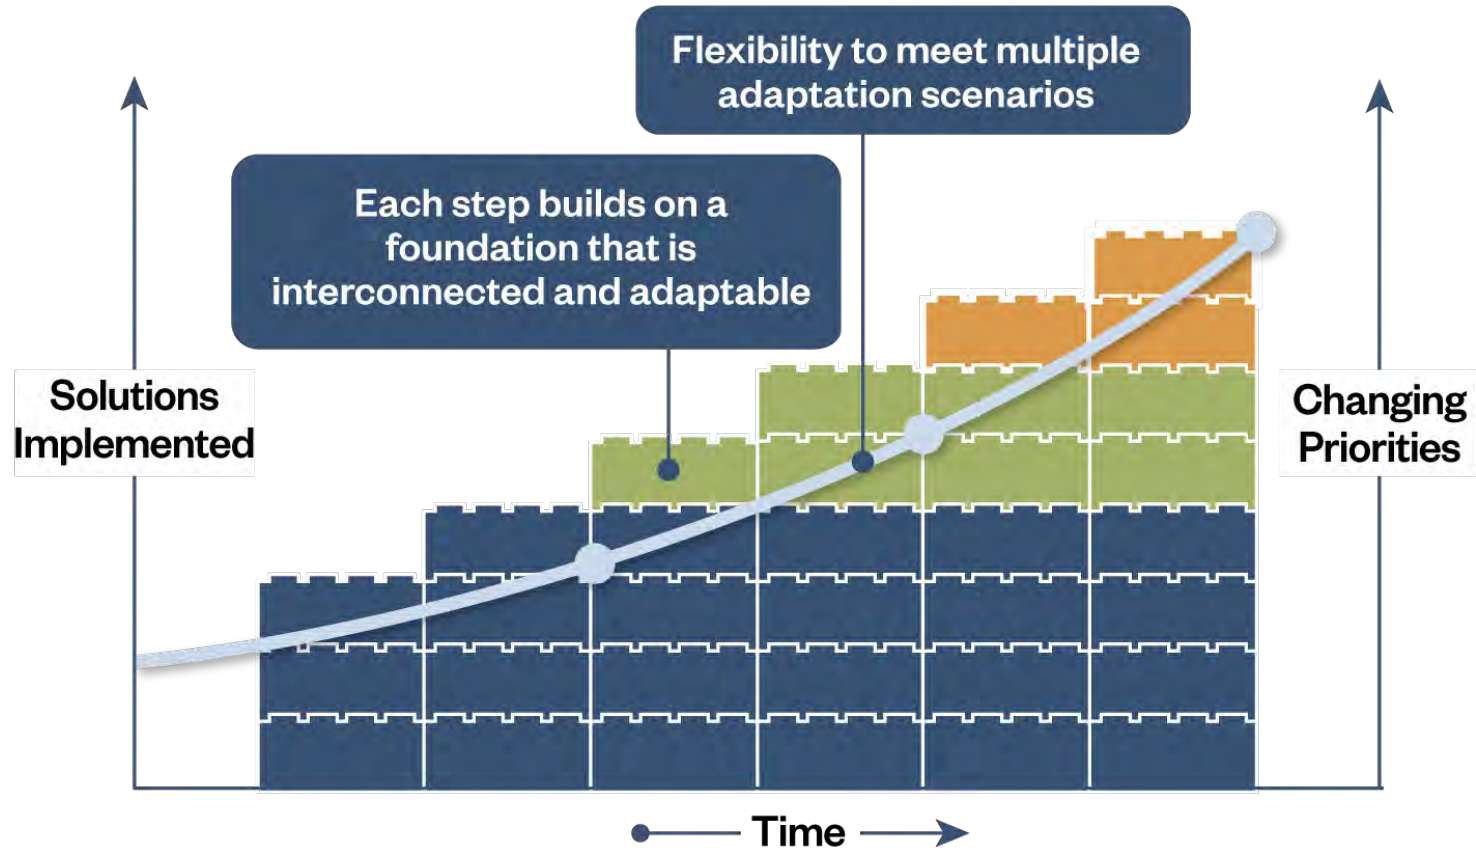 Flexibility to meet multiple
adaptation scenarios
Each step builds on a
foundation that is
interconnected and adaptable
Solutions
Implemented
Changing
Priorities
Time